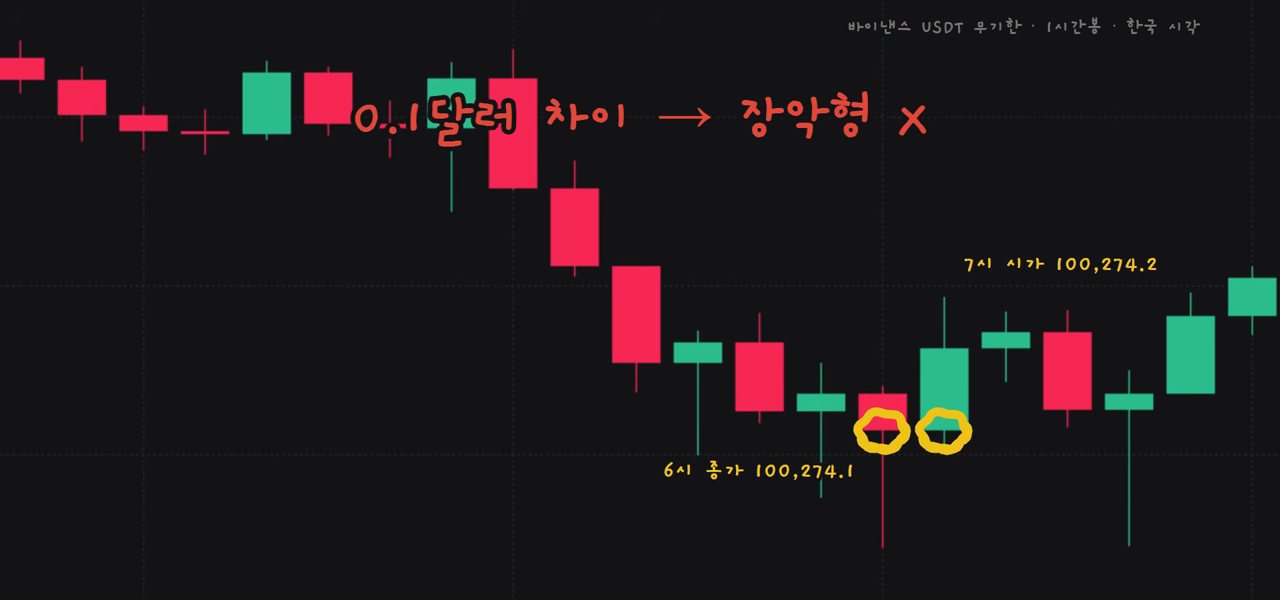 바이낸스 USDT 무기한 · 1시간봉 · 한국 시각
0.1달러 차이 → 장악형 X
7시 시가 100,274.2
6시 종가 100,274.1